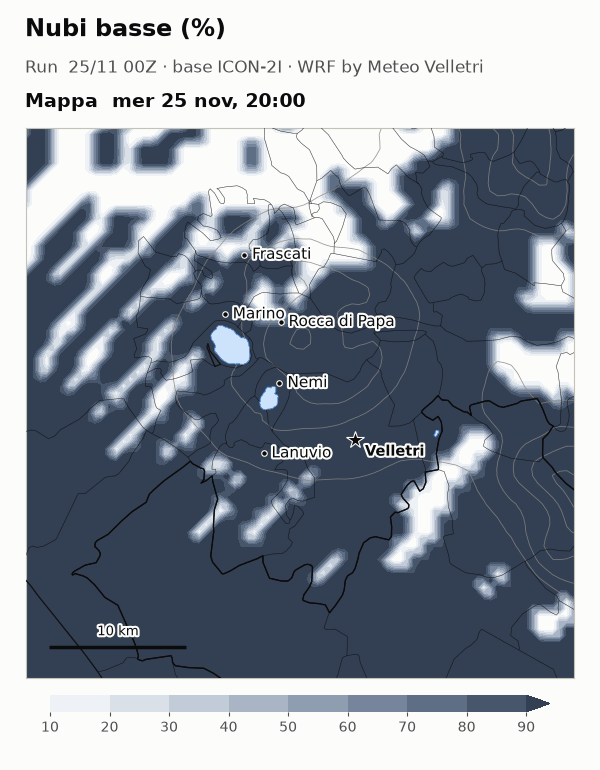 Nubi basse (%)
Run  25/11 00Z · base ICON-2I · WRF by Meteo Velletri
Mappa  mer 25 nov, 20:00
Frascati
Marino
Rocca di Papa
Nemi
Velletri
Lanuvio
10 km
10 20 30 40 50 60 70 80 90